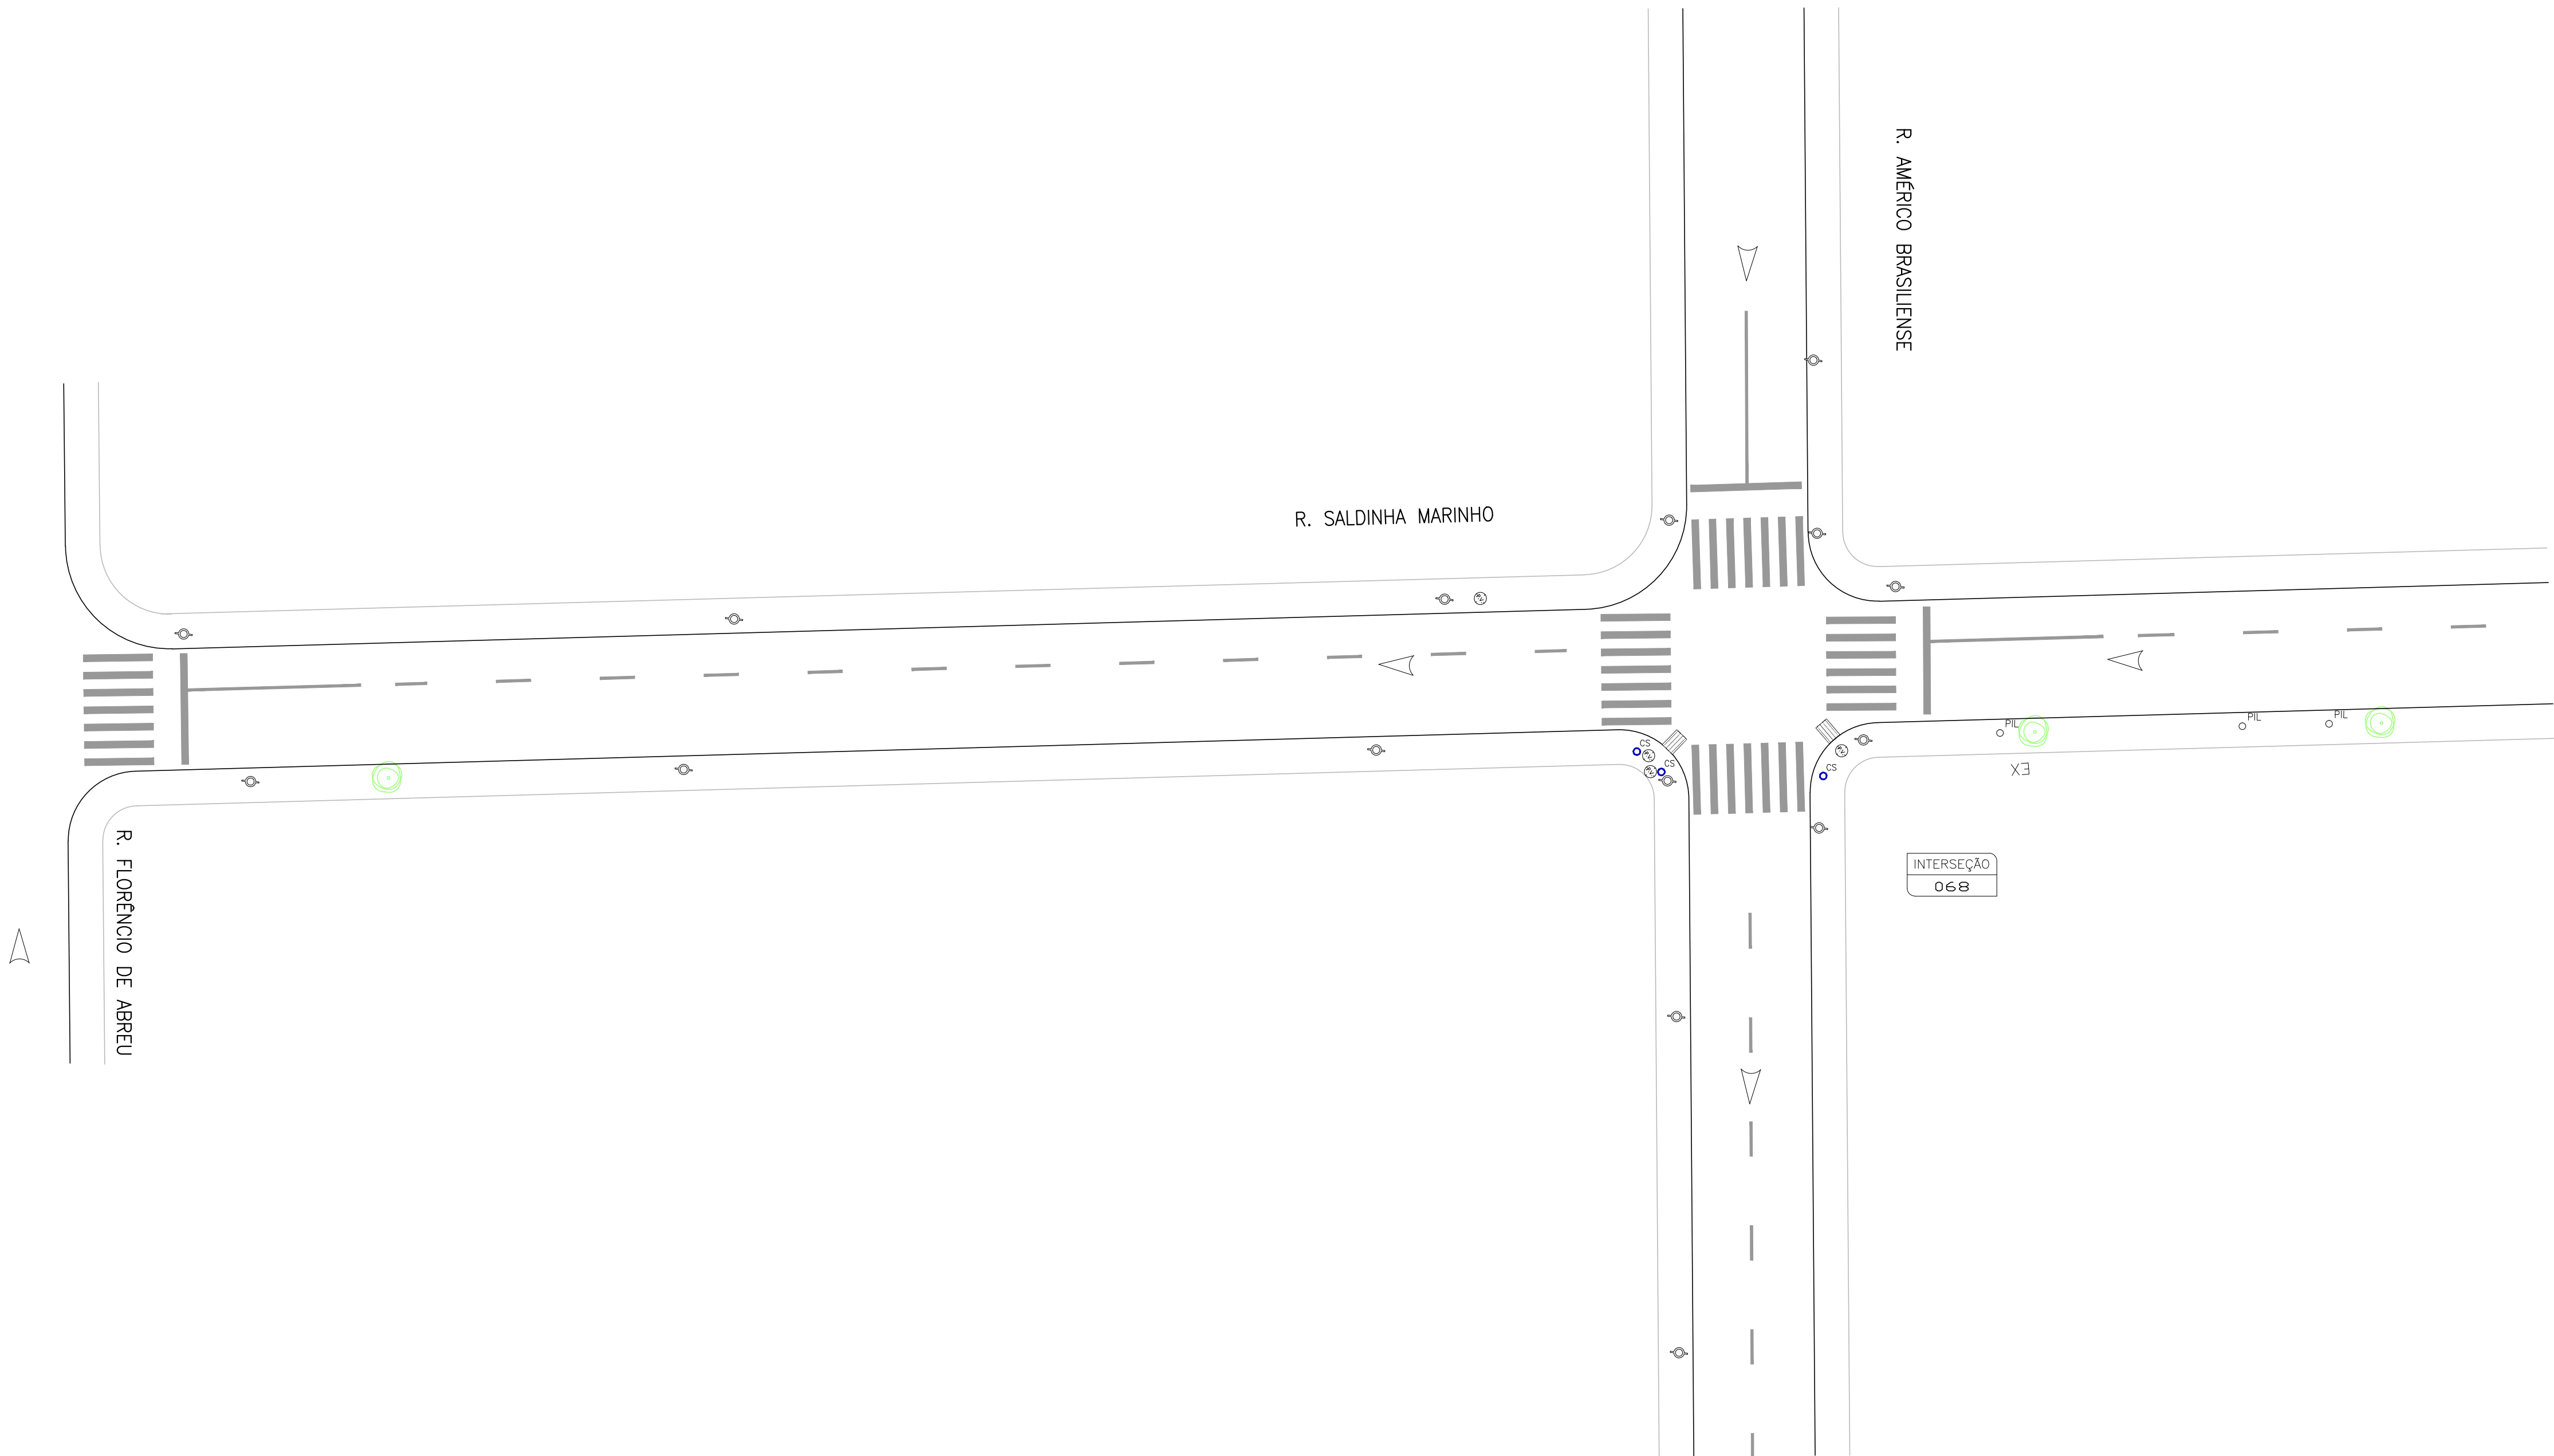 R. AMÉRICO BRASILIENSE
R. SALDINHA MARINHO
PIL
PIL
PIL
CS
CS
CS
EX
R. FLORÊNCIO DE ABREU
INTERSEÇÃO
068